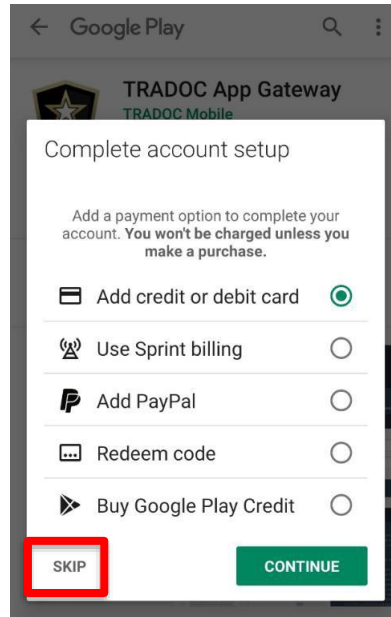 Google Play
TRADOC App Gateway
TRADOC Mobile
Complete account setup
Add a payment option to complete your
account. You won't be charged unless you
make a purchase.
Add credit or debit card
Use Sprint billing
Add PayPal
Redeem code
Buy Google Play Credit
SKIP
CONTINUE